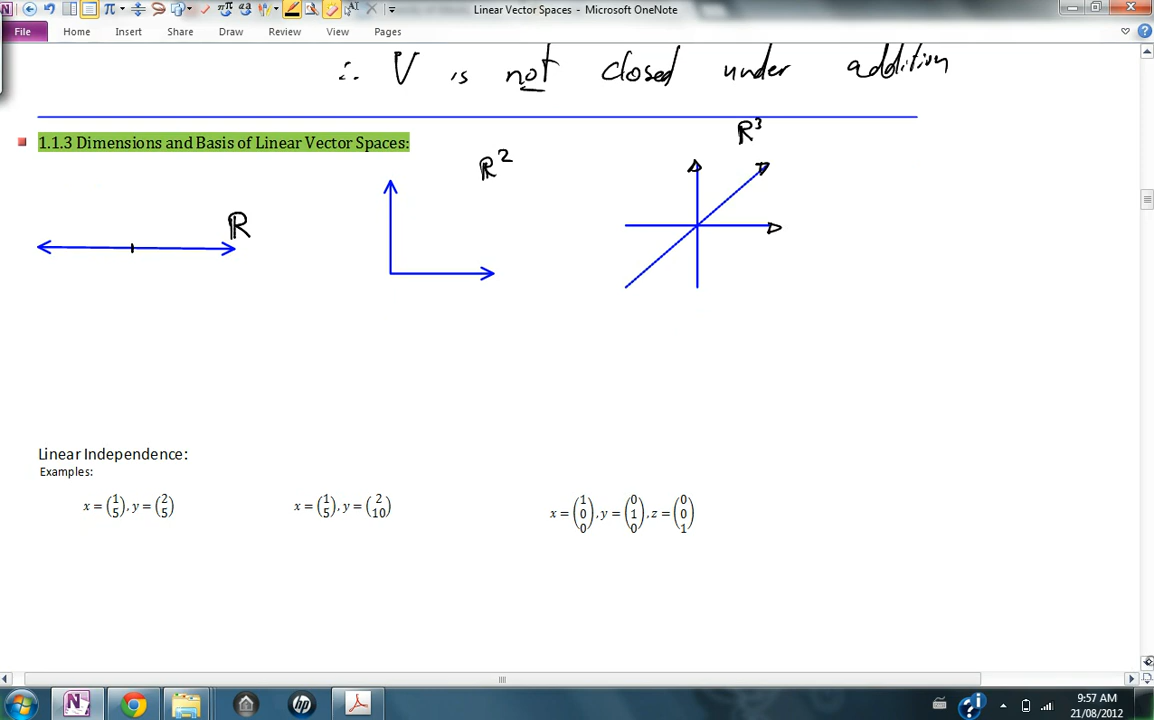 Linear Vector Spaces - Microsoft OneNote
File Home Insert Share Draw Review View Pages
∴ V is not closed under addition
1.1.3 Dimensions and Basis of Linear Vector Spaces:
ℝ
ℝ²
ℝ³
Linear Independence:
Examples:
x = (1 5), y = (2 5)
x = (1 5), y = (2 10)
x = (1 0 0), y = (0 1 0), z = (0 0 1)
9:57 AM
21/08/2012